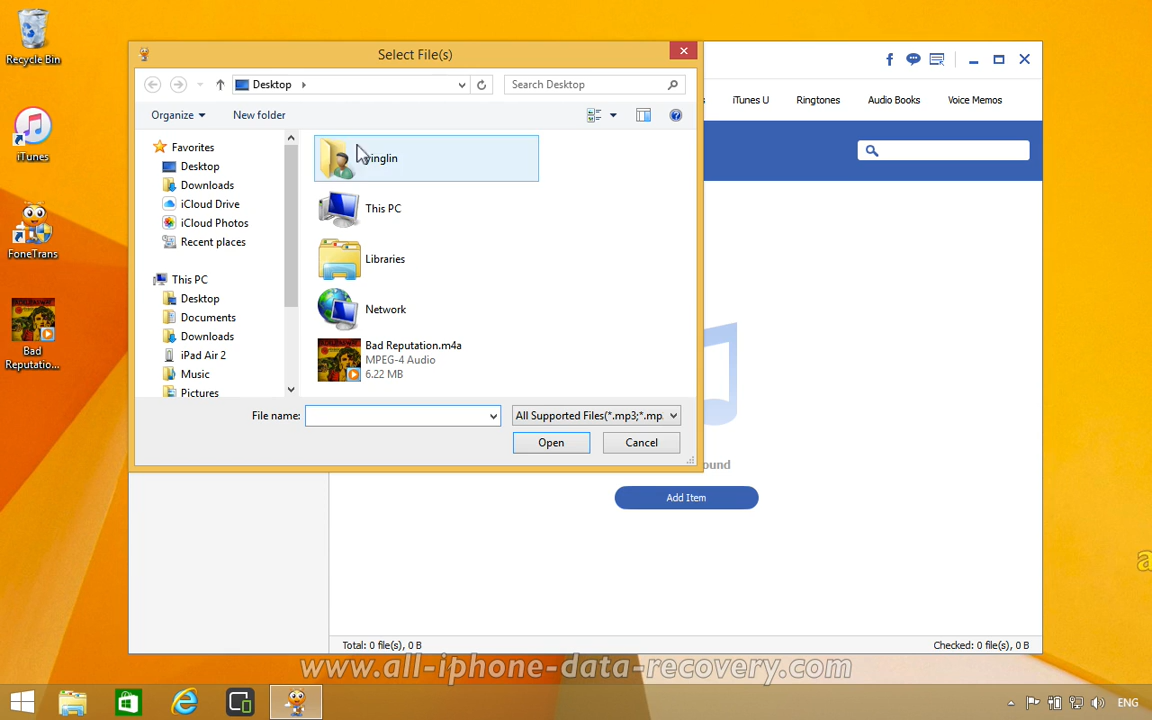 Recycle Bin
iTunes
FoneTrans
Bad
Reputatio...
Select File(s)
Desktop
Search Desktop
Organize
New folder
Favorites
Desktop
Downloads
iCloud Drive
iCloud Photos
Recent places
This PC
Desktop
Documents
Downloads
iPad Air 2
Music
Pictures
This PC
Libraries
Network
Bad Reputation.m4a
MPEG-4 Audio
6.22 MB
File name:
All Supported Files(*.mp3;*.mp
Open
Cancel
iTunes U
Ringtones
Audio Books
Voice Memos
ound
Add Item
Total: 0 file(s), 0 B
Checked: 0 file(s), 0 B
www.all-iphone-data-recovery.com
ENG